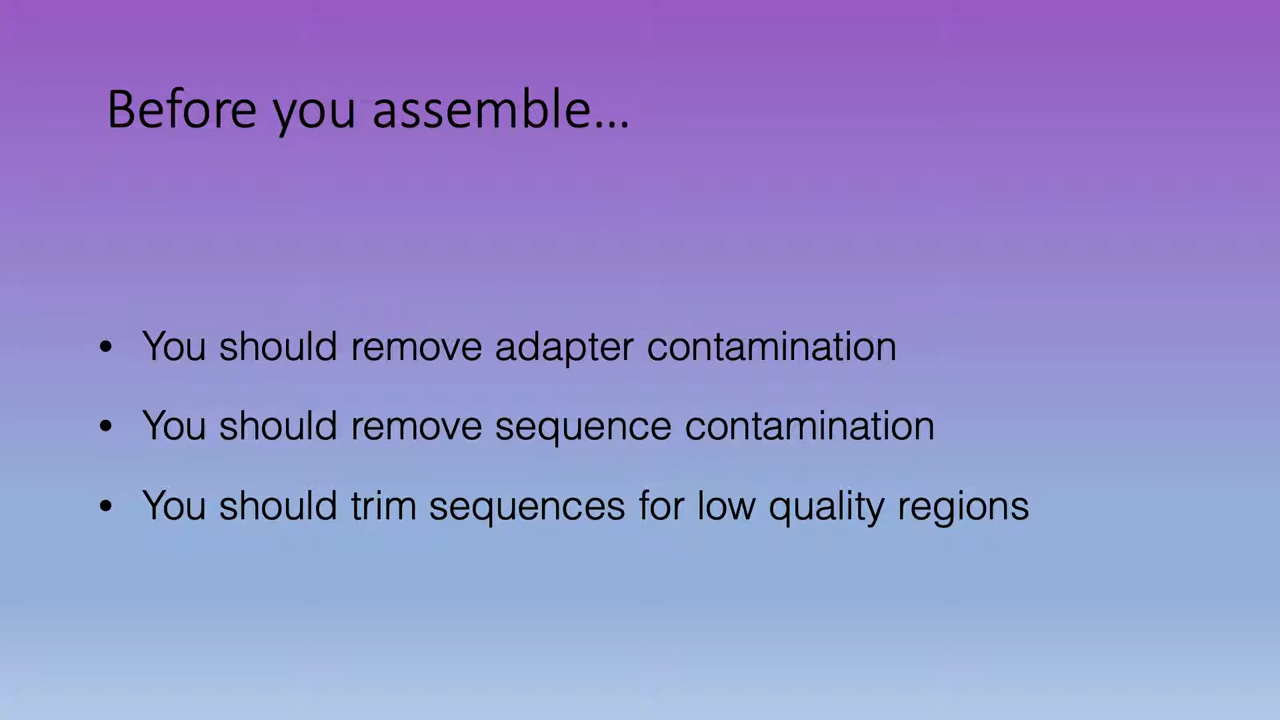 Before you assemble...
• You should remove adapter contamination
• You should remove sequence contamination
• You should trim sequences for low quality regions